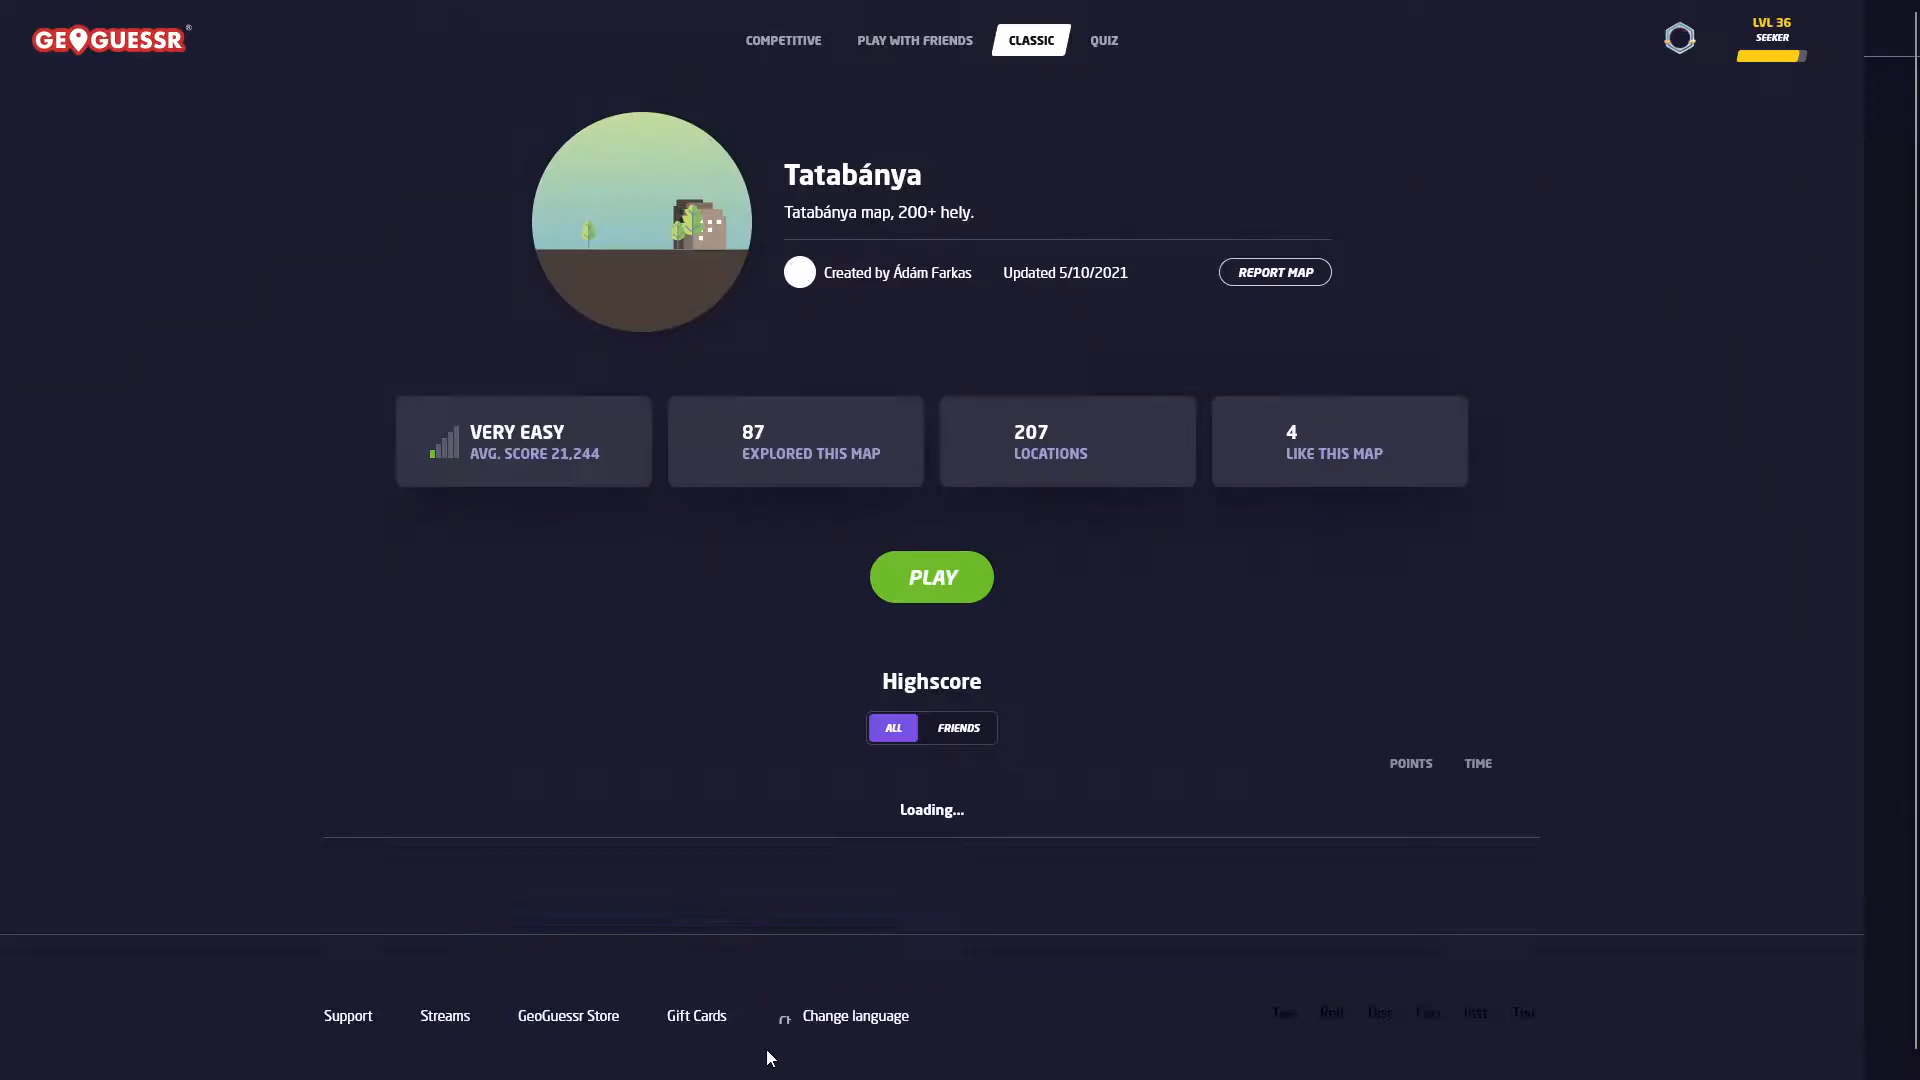 GEOGUESSR
COMPETITIVE
PLAY WITH FRIENDS
CLASSIC
QUIZ
LVL 36
SEEKER
Tatabánya
Tatabánya map, 200+ hely.
Created by Ádám Farkas
Updated 5/10/2021
REPORT MAP
VERY EASY
AVG. SCORE 21,244
87
EXPLORED THIS MAP
207
LOCATIONS
4
LIKE THIS MAP
PLAY
Highscore
ALL
FRIENDS
POINTS
TIME
Loading...
Support
Streams
GeoGuessr Store
Gift Cards
Change language